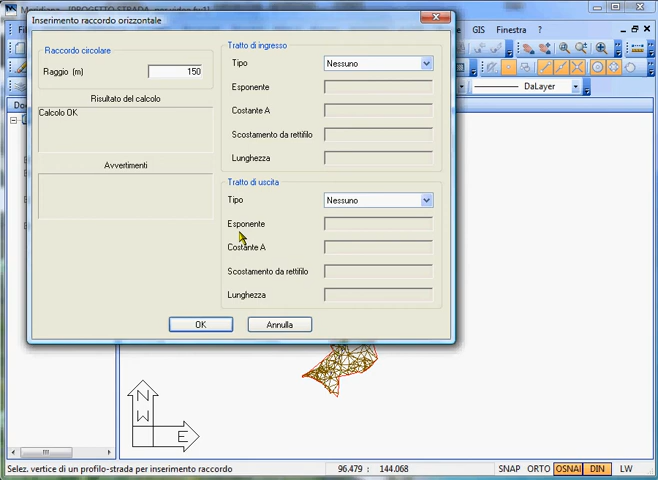 Inserimento raccordo orizzontale
GIS
Finestra ?
Raccordo circolare
Raggio (m)
150
Risultato del calcolo
Calcolo OK
Avvertimenti
Tratto di ingresso
Tipo
Nessuno
Esponente
Costante A
Scostamento da rettifilo
Lunghezza
Tratto di uscita
Tipo
Nessuno
Esponente
Costante A
Scostamento da rettifilo
Lunghezza
OK
Annulla
DaLayer
N
W
E
Selez. vertice di un profilo-strada per inserimento raccordo
96.479 : 144.068
SNAP ORTO OSNAP DIN LW